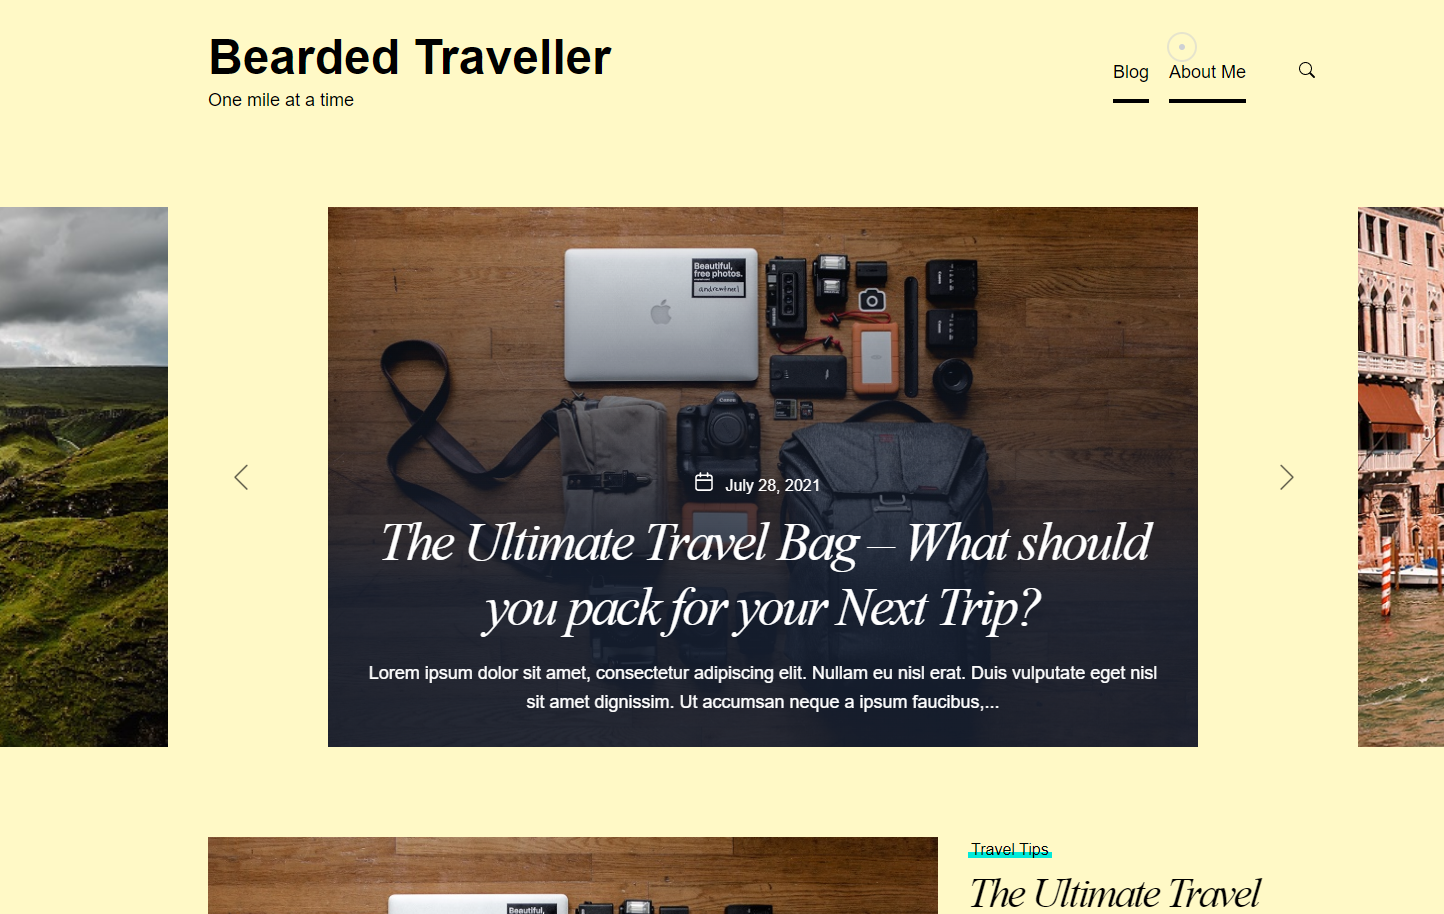 Bearded Traveller
One mile at a time
Blog
About Me
Beautiful,
free photos.
andrewtneel
July 28, 2021
The Ultimate Travel Bag – What should
you pack for your Next Trip?
Lorem ipsum dolor sit amet, consectetur adipiscing elit. Nullam eu nisl erat. Duis vulputate eget nisl
sit amet dignissim. Ut accumsan neque a ipsum faucibus,...
Travel Tips
The Ultimate Travel
Beautiful,